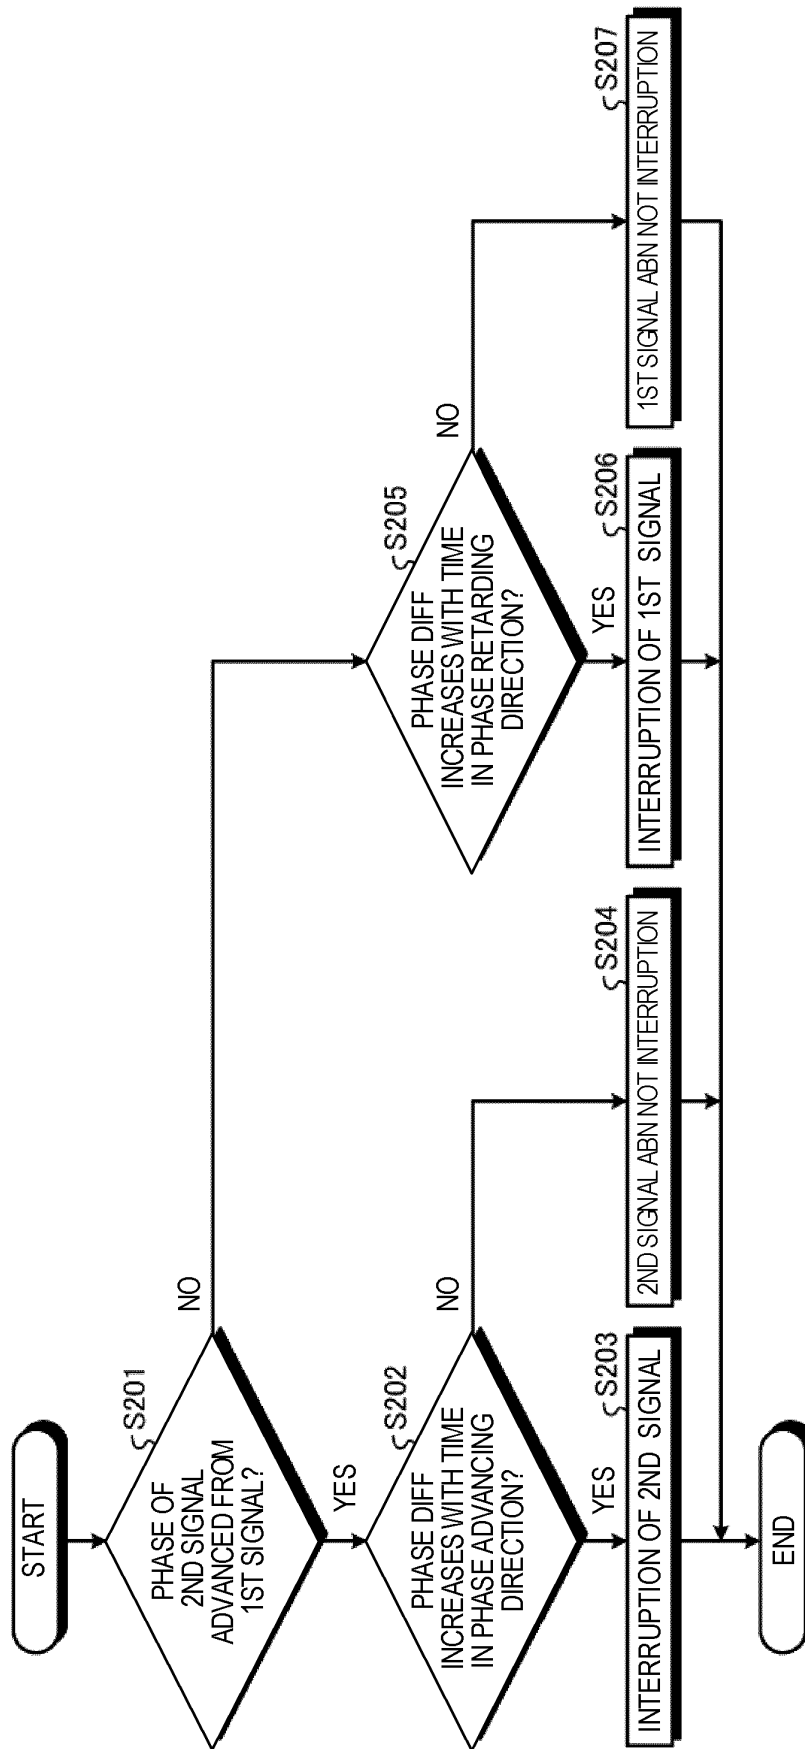 START
S201
PHASE OF
2ND SIGNAL
ADVANCED FROM
1ST SIGNAL?
NO
YES
S202
PHASE DIFF
INCREASES WITH TIME
IN PHASE ADVANCING
DIRECTION?
NO
YES
S203
INTERRUPTION OF 2ND SIGNAL
S204
2ND SIGNAL ABN NOT INTERRUPTION
S205
PHASE DIFF
INCREASES WITH TIME
IN PHASE RETARDING
DIRECTION?
NO
YES
S206
INTERRUPTION OF 1ST SIGNAL
S207
1ST SIGNAL ABN NOT INTERRUPTION
END